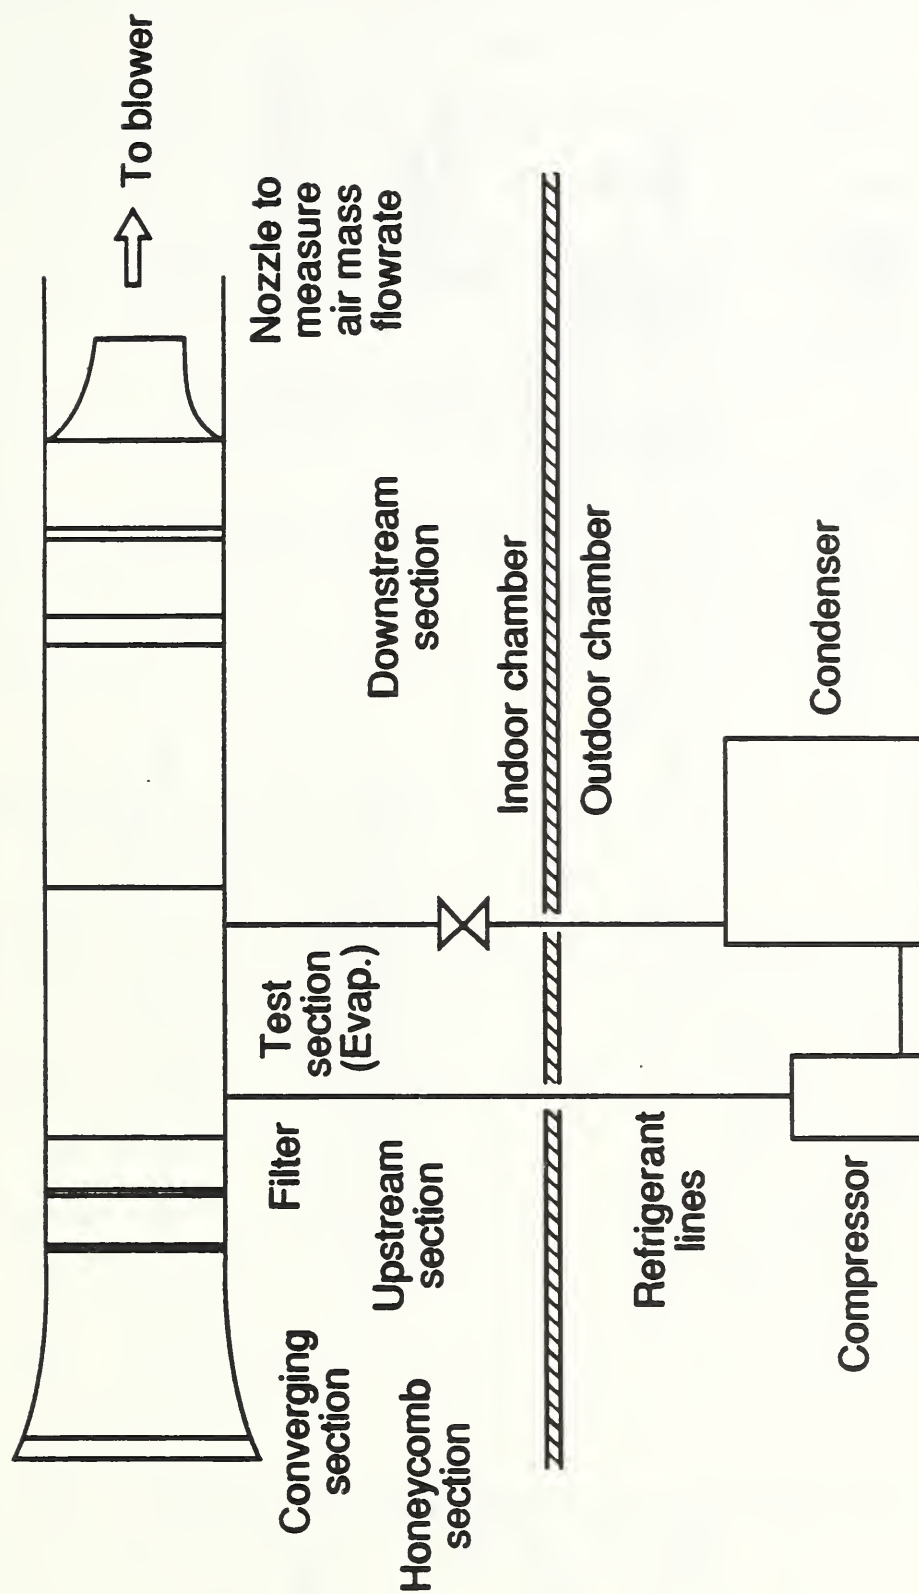 To blower
Nozzle to
measure
air mass
flowrate
Downstream
section
Test
section
(Evap.)
Filter
Upstream
section
Converging
section
Honeycomb
section
Indoor chamber
Outdoor chamber
Refrigerant
lines
Condenser
Compressor